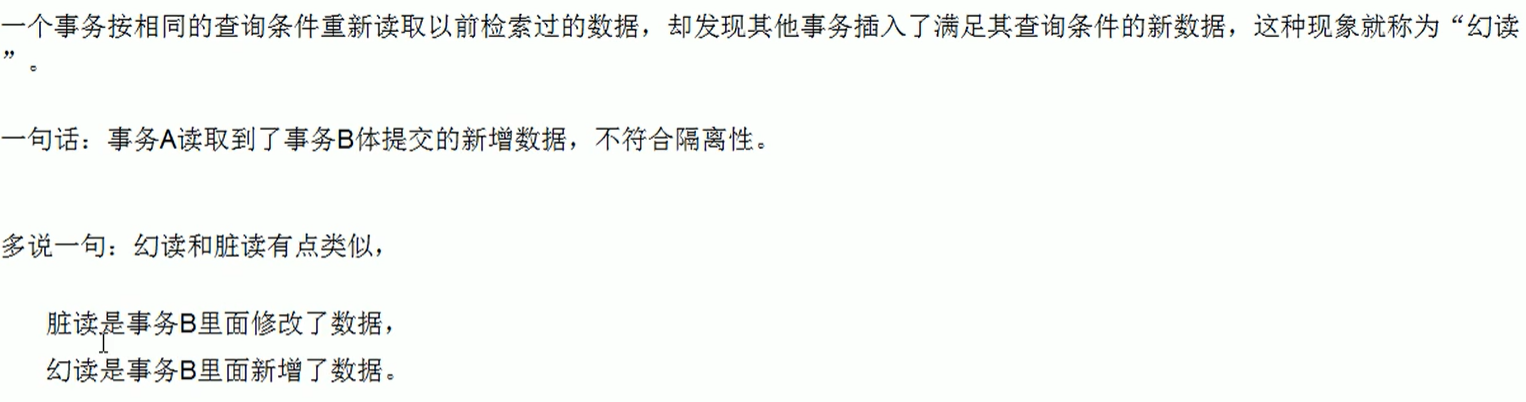 一个事务按相同的查询条件重新读取以前检索过的数据，却发现其他事务插入了满足其查询条件的新数据，这种现象就称为“幻读
”。
一句话：事务A读取到了事务B体提交的新增数据，不符合隔离性。
多说一句：幻读和脏读有点类似，
脏读是事务B里面修改了数据，
幻读是事务B里面新增了数据。